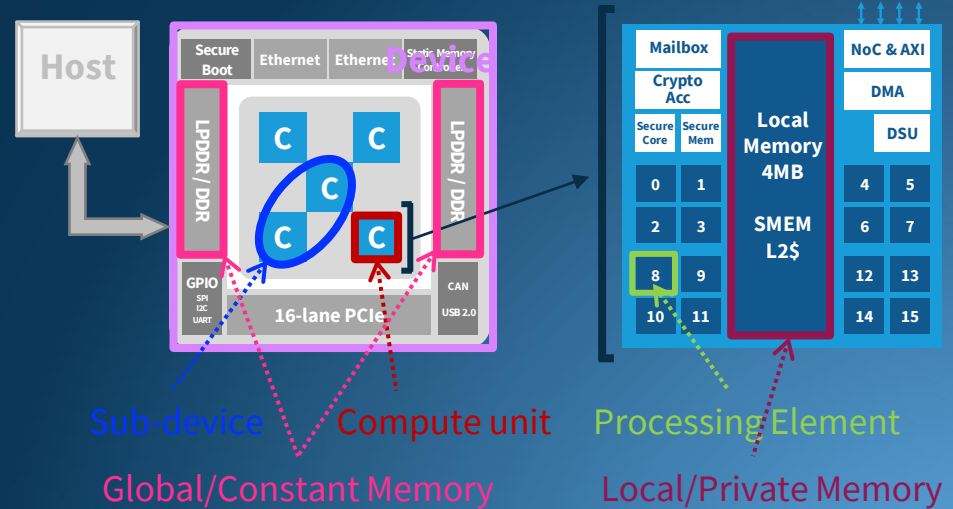 Host
Device
Secure
Boot
Ethernet
Ethernet
Static Memory
Controller
LPDDR / DDR
LPDDR / DDR
C
C
C
C
C
GPIO
SPI
I2C
UART
16-lane PCIe
CAN
USB 2.0
Mailbox
Crypto
Acc
Secure
Core
Secure
Mem
0 1
2 3
8 9
10 11
Local
Memory
4MB
SMEM
L2$
NoC & AXI
DMA
DSU
4 5
6 7
12 13
14 15
Sub-device
Compute unit
Processing Element
Global/Constant Memory
Local/Private Memory